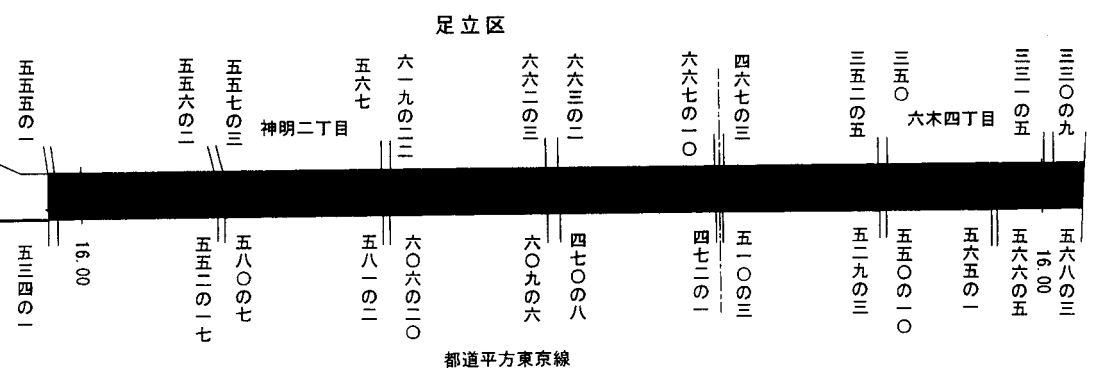 足立区
五五五の一
五五六の二
五五七の三
神明二丁目
五六七
六一九の二二
六六二の三
六六三の二
六六七の一〇
四六七の三
三五二の五
三五〇
六木四丁目
三三一の五
三三〇の九
五三四の一
16.00
五五二の一七
五八〇の七
五八一の二
六〇六の二〇
六〇九の六
四七〇の八
四七二の一
五一〇の三
五二九の三
五五〇の一〇
五六五の一
五六六の五
16.00
五六八の三
都道平方東京線